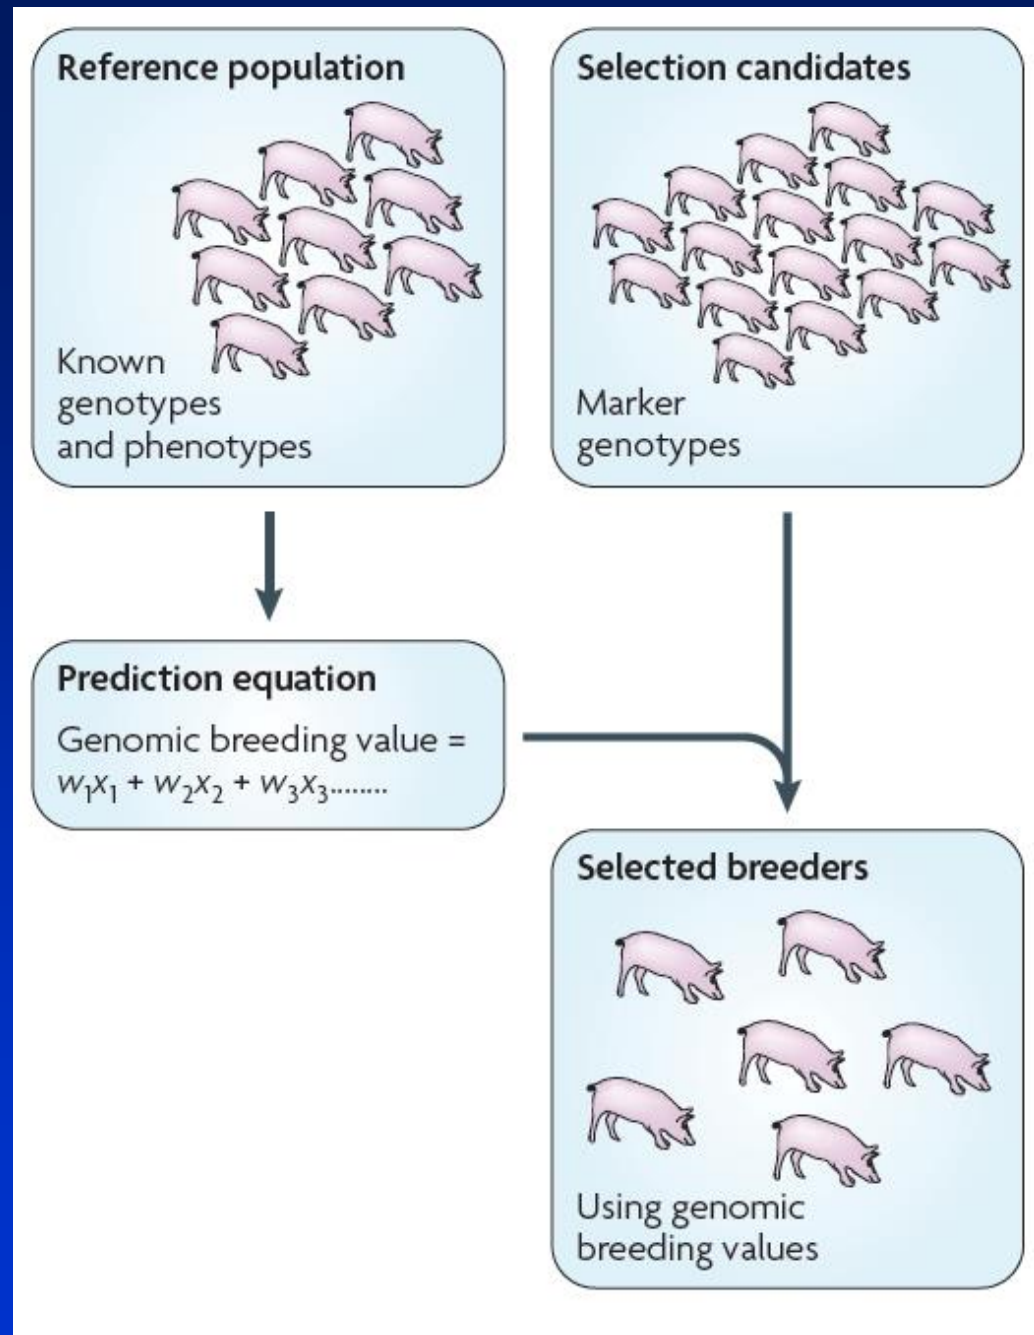 Reference population
Known
genotypes
and phenotypes
Selection candidates
Marker
genotypes
Prediction equation
Genomic breeding value =
w₁x₁ + w₂x₂ + w₃x₃........
Selected breeders
Using genomic
breeding values